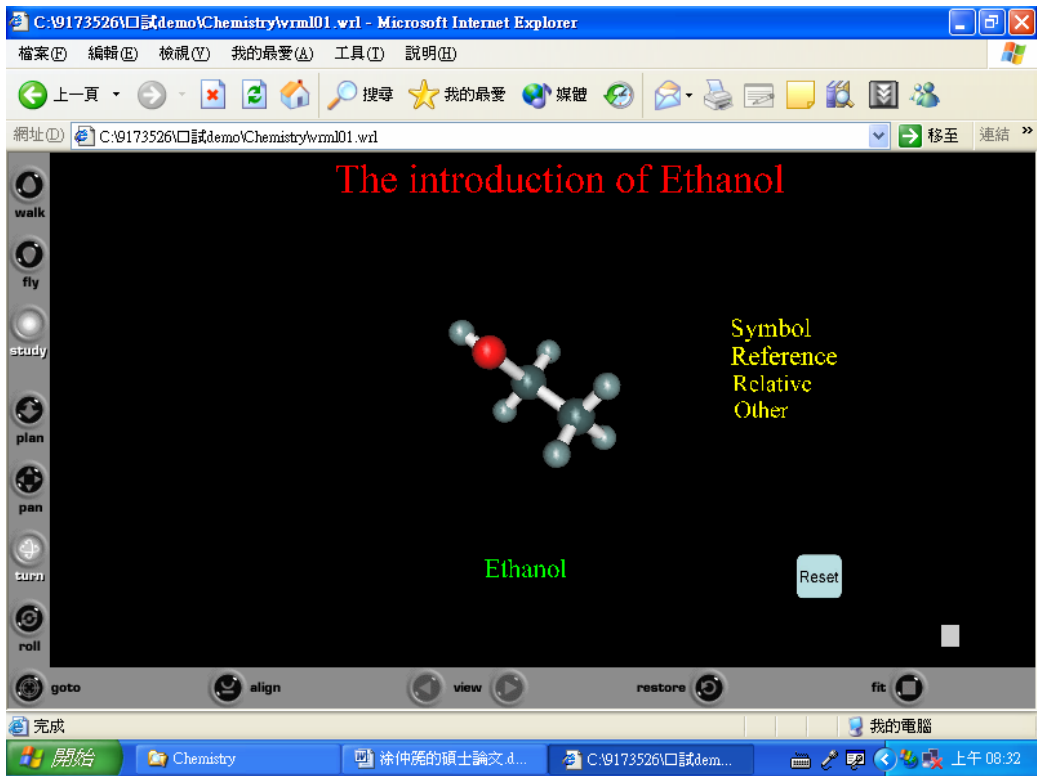 C:\9173526\口試demo\Chemistry\wrml01.wrl - Microsoft Internet Explorer
檔案(F) 編輯(E) 檢視(V) 我的最愛(A) 工具(T) 說明(H)
上一頁 搜尋 我的最愛 媒體
網址(D) C:\9173526\口試demo\Chemistry\wrml01.wrl 移至 連結 »
The introduction of Ethanol
walk
fly
study
plan
pan
turn
roll
Symbol
Reference
Relative
Other
Ethanol
Reset
goto align view restore fit
完成 我的電腦
開始 Chemistry 涂仲箎的碩士論文.d... C:\9173526\口試dem... 上午 08:32